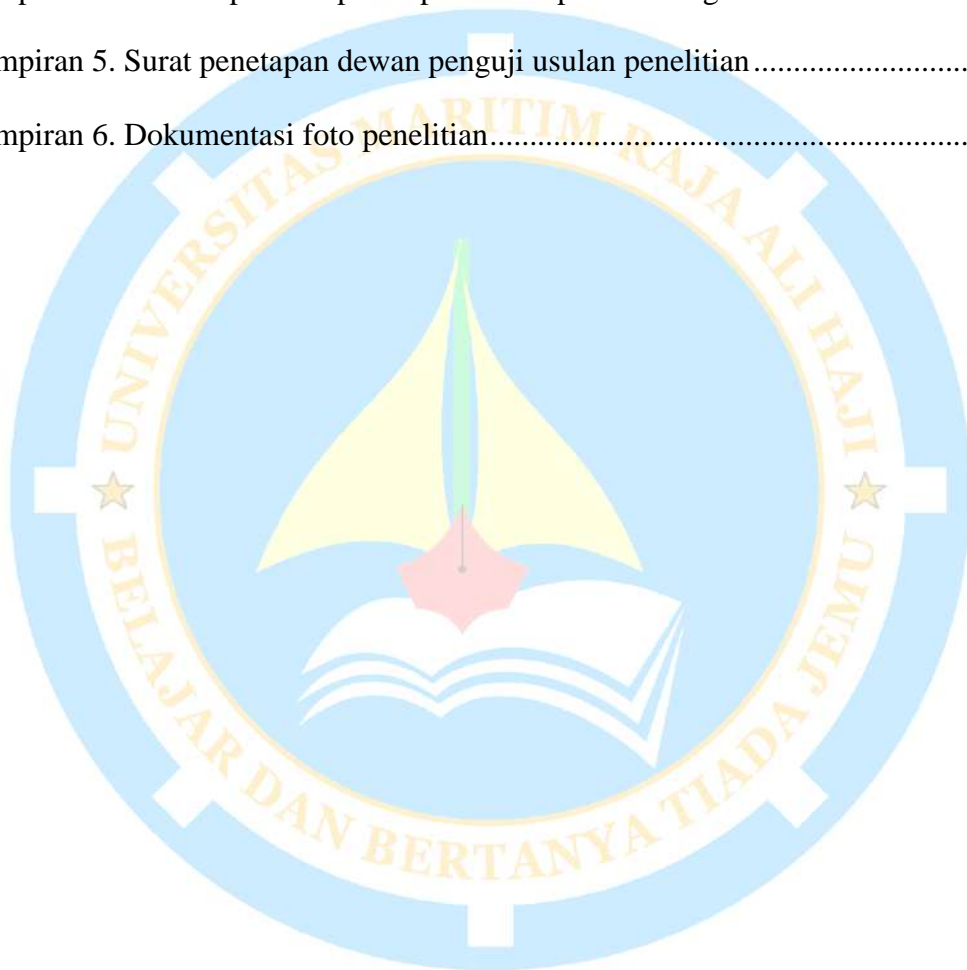 mpiran 5. Surat penetapan dewan penguji usulan penelitian...........................
mpiran 6. Dokumentasi foto penelitian............................................................
UNIVERSITAS MARITIM RAJA ALI HAJI
BELAJAR DAN BERTANYA TIADA JEMU